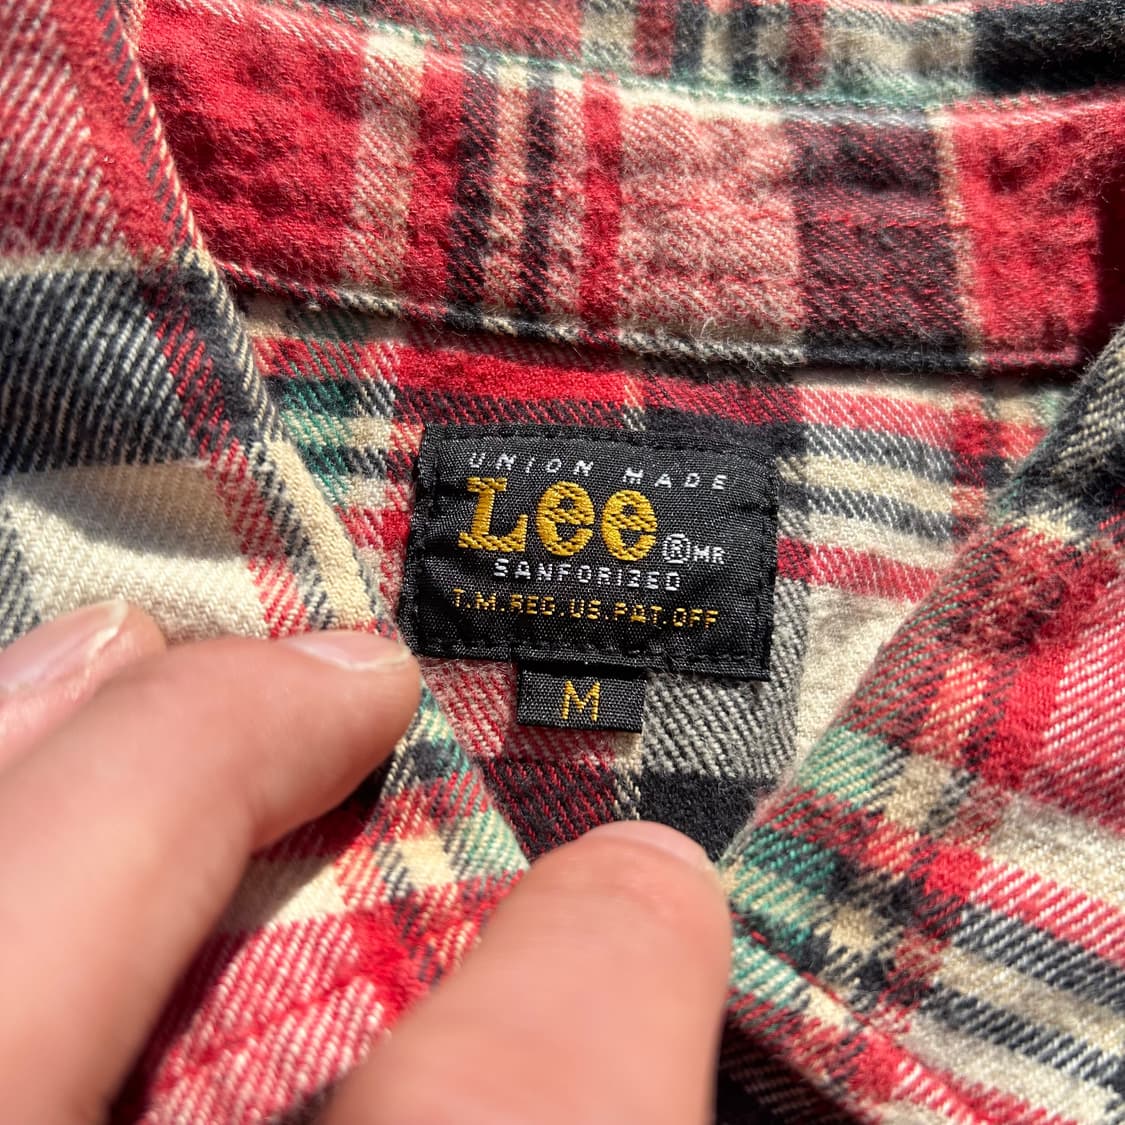 UNION MADE
Lee ® MR
SANFORIZED
T.M.REG.US.PAT.OFF
M